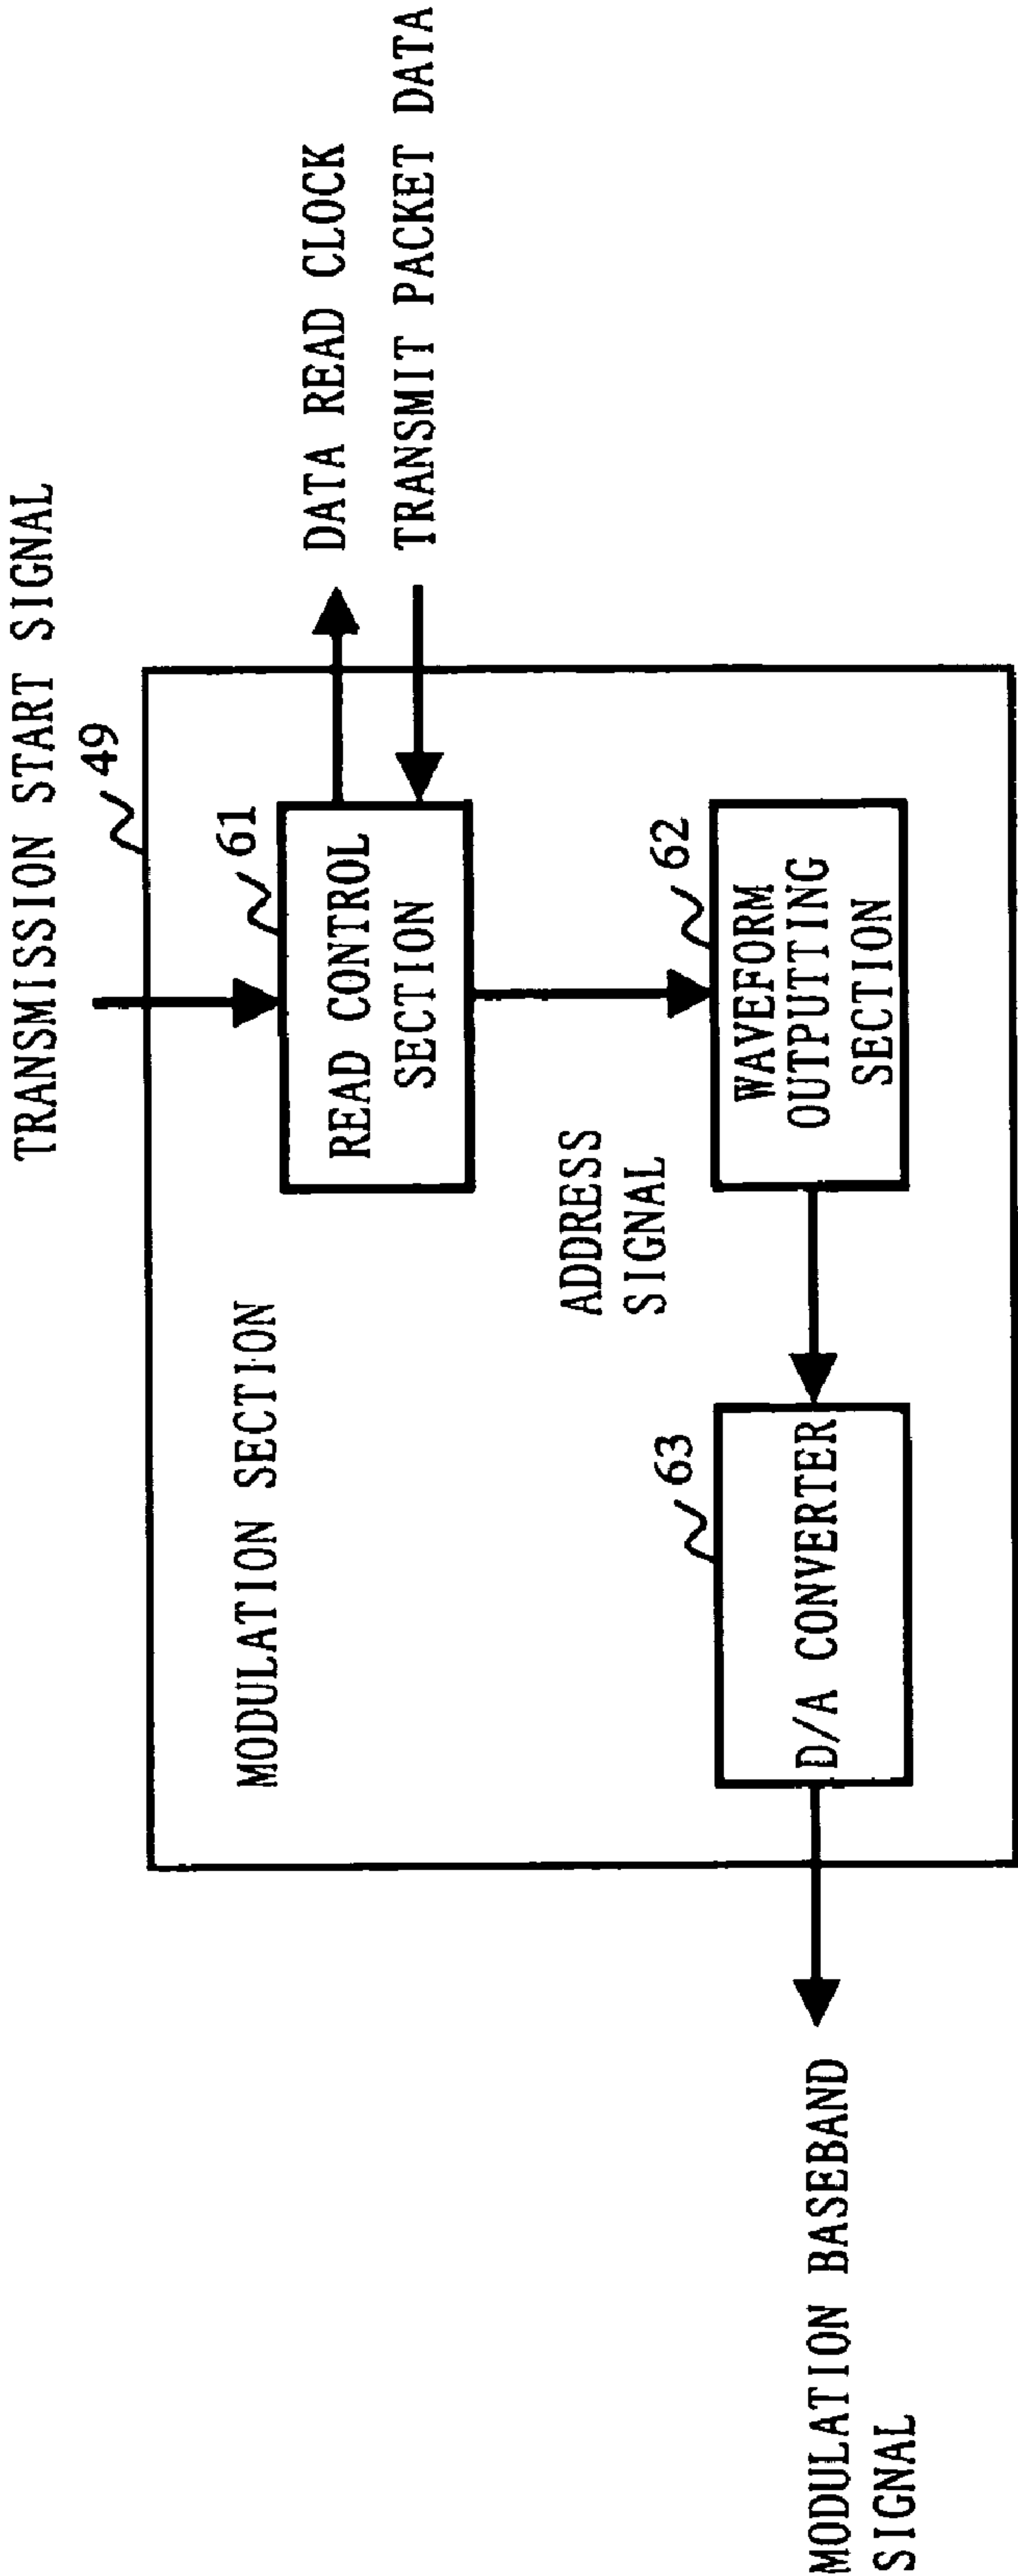 TRANSMISSION START SIGNAL
49
MODULATION SECTION
61
READ CONTROL
SECTION
DATA READ CLOCK
TRANSMIT PACKET DATA
ADDRESS
SIGNAL
63
D/A CONVERTER
62
WAVEFORM
OUTPUTTING
SECTION
MODULATION BASEBAND
SIGNAL